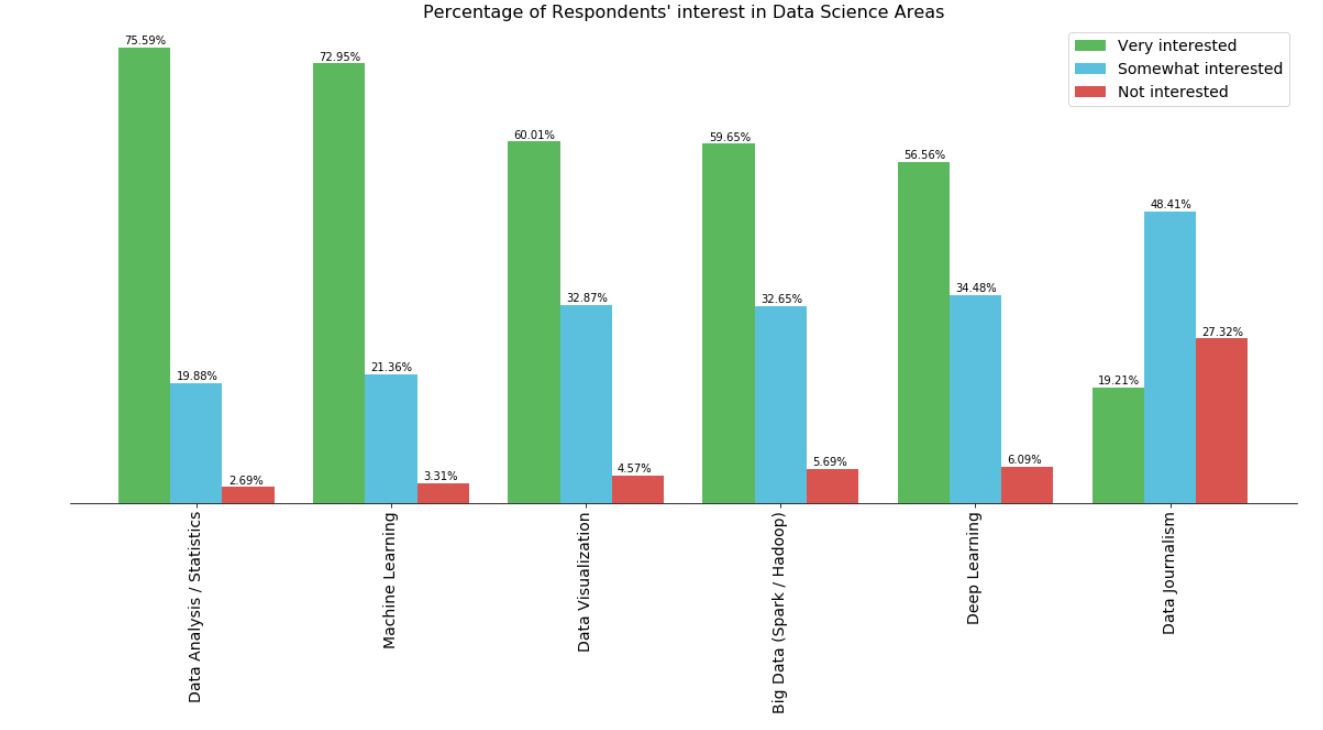 Percentage of Respondents' interest in Data Science Areas
Very interested
Somewhat interested
Not interested
75.59%
19.88%
2.69%
72.95%
21.36%
3.31%
60.01%
32.87%
4.57%
59.65%
32.65%
5.69%
56.56%
34.48%
6.09%
19.21%
48.41%
27.32%
Data Analysis / Statistics
Machine Learning
Data Visualization
Big Data (Spark / Hadoop)
Deep Learning
Data Journalism